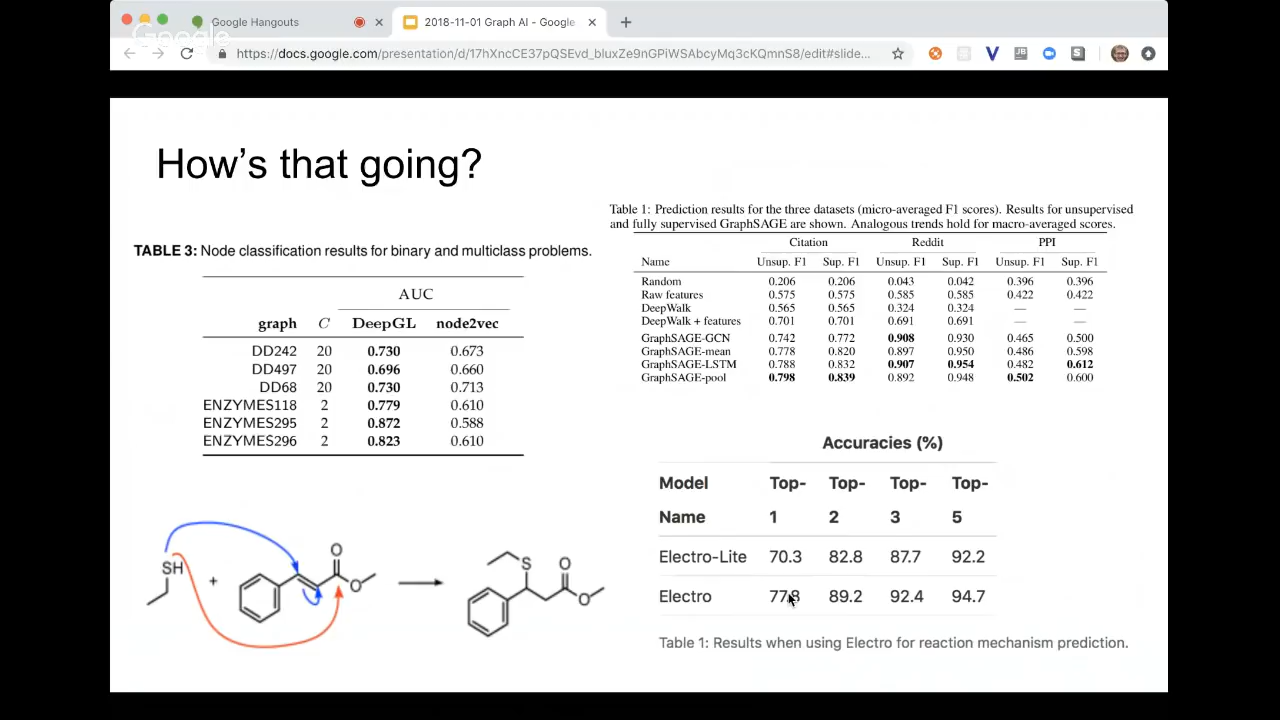 Google Hangouts
2018-11-01 Graph AI - Google
Google
https://docs.google.com/presentation/d/17hXncCE37pQSEvd_bluxZe9nGPiWSAbcyMq3cKQmnS8/edit#slide...
How's that going?
TABLE 3: Node classification results for binary and multiclass problems.
AUC
graph C DeepGL node2vec
DD242 20 0.730 0.673
DD497 20 0.696 0.660
DD68 20 0.730 0.713
ENZYMES118 2 0.779 0.610
ENZYMES295 2 0.872 0.588
ENZYMES296 2 0.823 0.610
Table 1: Prediction results for the three datasets (micro-averaged F1 scores). Results for unsupervised
and fully supervised GraphSAGE are shown. Analogous trends hold for macro-averaged scores.
Citation Reddit PPI
Name Unsup. F1 Sup. F1 Unsup. F1 Sup. F1 Unsup. F1 Sup. F1
Random 0.206 0.206 0.043 0.042 0.396 0.396
Raw features 0.575 0.575 0.585 0.585 0.422 0.422
DeepWalk 0.565 0.565 0.324 0.324 — —
DeepWalk + features 0.701 0.701 0.691 0.691 — —
GraphSAGE-GCN 0.742 0.772 0.908 0.930 0.465 0.500
GraphSAGE-mean 0.778 0.820 0.897 0.950 0.486 0.598
GraphSAGE-LSTM 0.788 0.832 0.907 0.954 0.482 0.612
GraphSAGE-pool 0.798 0.839 0.892 0.948 0.502 0.600
Accuracies (%)
Model Top- Top- Top- Top-
Name 1 2 3 5
Electro-Lite 70.3 82.8 87.7 92.2
Electro 77.8 89.2 92.4 94.7
Table 1: Results when using Electro for reaction mechanism prediction.
SH + O O
S O O